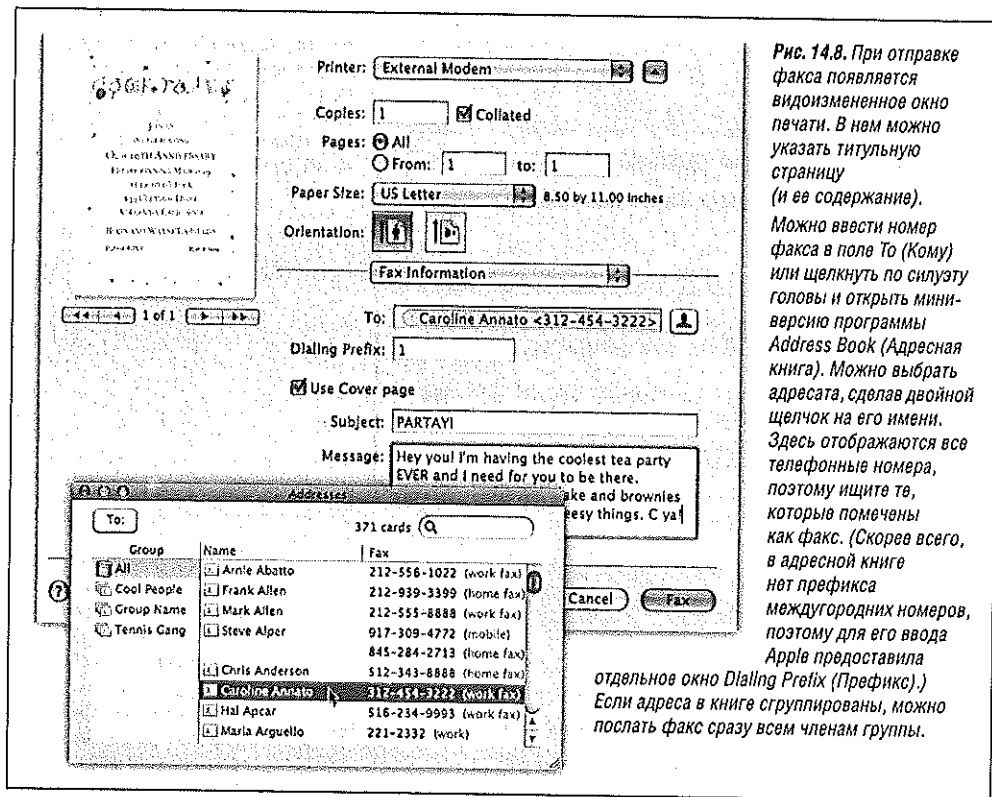 Printer: External Modem
Copies: 1 Collated
Pages: All
From: 1 to: 1
Paper Size: US Letter 8.50 by 11.00 inches
Orientation:
Fax Information
1 of 1
To: Caroline Annato <312-454-3222>
Dialing Prefix: 1
Use Cover page
Subject: PARTAY!
Message: Hey you! I'm having the coolest tea party
EVER and I need for you to be there.
ake and brownies
eesy things. C ya!
Cancel Fax
Addresses
To: 371 cards
Group Name Fax
All
Cool People
Group Name
Tennis Gang
Arnie Abatto 212-556-1022 (work fax)
Frank Allen 212-939-3399 (home fax)
Mark Allen 212-555-8888 (work fax)
Steve Alper 917-309-4772 (mobile)
845-284-2713 (home fax)
Chris Anderson 512-343-8888 (home fax)
Caroline Annato 312-454-3222 (work fax)
Hal Apcar 516-234-9993 (work fax)
Maria Arguello 221-2332 (work)
Рис. 14.8. При отправке
факса появляется
видоизмененное окно
печати. В нем можно
указать титульную
страницу
(и ее содержание).
Можно ввести номер
факса в поле To (Кому)
или щелкнуть по силуэту
головы и открыть мини-
версию программы
Address Book (Адресная
книга). Можно выбрать
адресата, сделав двойной
щелчок на его имени.
Здесь отображаются все
телефонные номера,
поэтому ищите те,
которые помечены
как факс. (Скорее всего,
в адресной книге
нет префикса
междугородних номеров,
поэтому для его ввода
Apple предоставила
отдельное окно Dialing Prefix (Префикс).)
Если адреса в книге сгруппированы, можно
послать факс сразу всем членам группы.